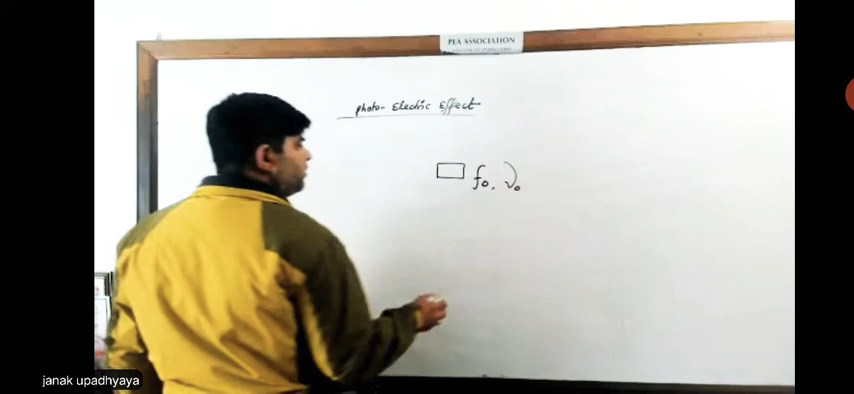 PEA ASSOCIATION
Photo- Electric Effect
f₀, ν₀
janak upadhyaya